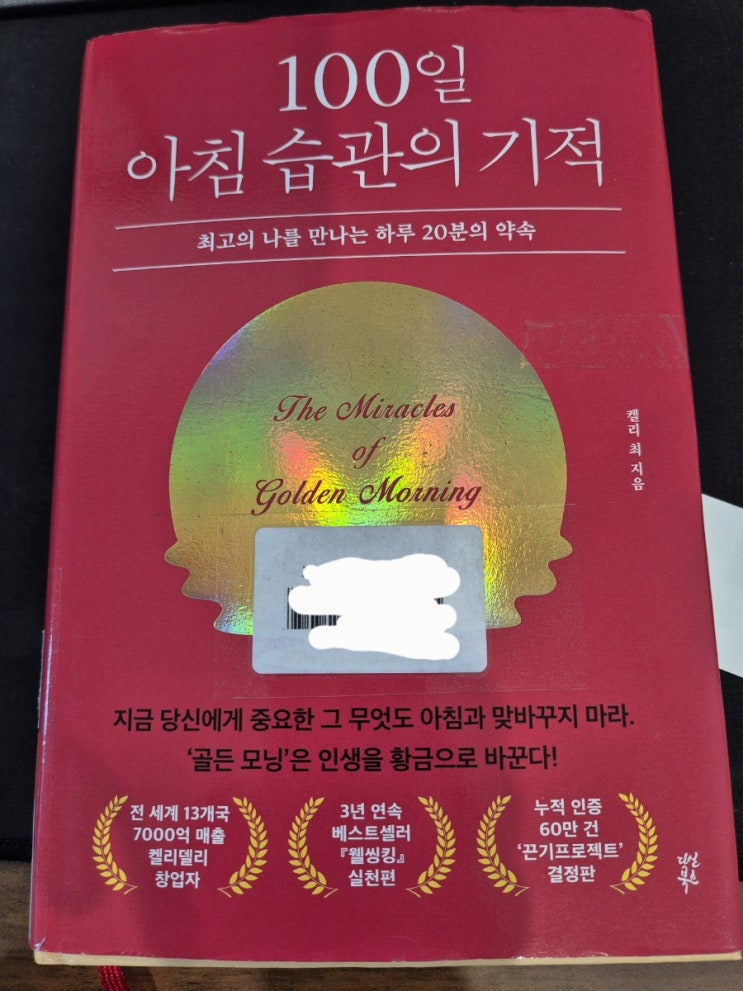 100일
아침 습관의 기적
최고의 나를 만나는 하루 20분의 약속
The Miracles
of
Golden Morning
켈리 최 지음
지금 당신에게 중요한 그 무엇도 아침과 맞바꾸지 마라.
‘골든 모닝’은 인생을 황금으로 바꾼다!
전 세계 13개국
7000억 매출
켈리델리
창업자
3년 연속
베스트셀러
『웰씽킹』
실천편
누적 인증
60만 건
‘끈기프로젝트’
결정판
다산
북스